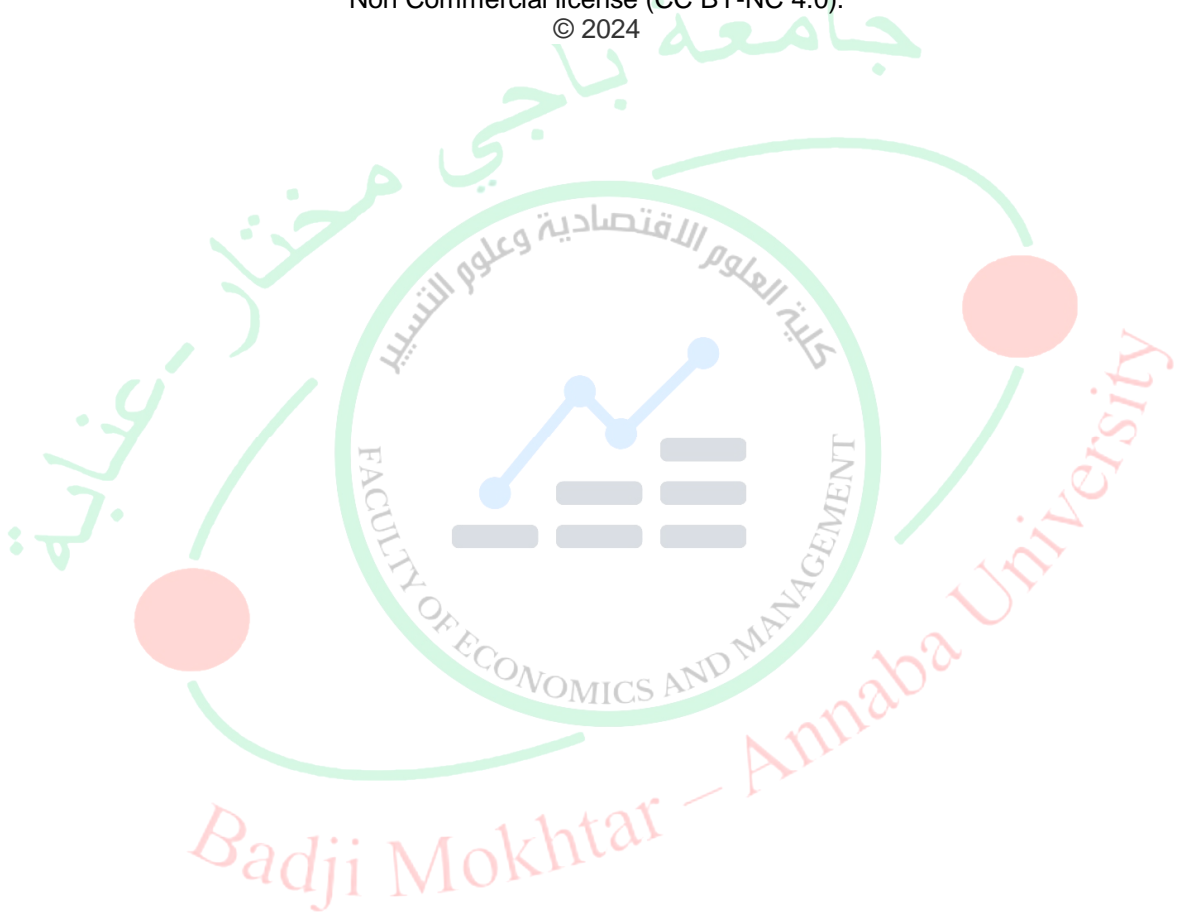 Non Commercial license (CC BY-NC 4.0).
© 2024
جامعة باجي مختار - عنابة
كلية العلوم اللاقتصادية وعلوم التسيير
FACULTY OF ECONOMICS AND MANAGEMENT
Badji Mokhtar – Annaba University